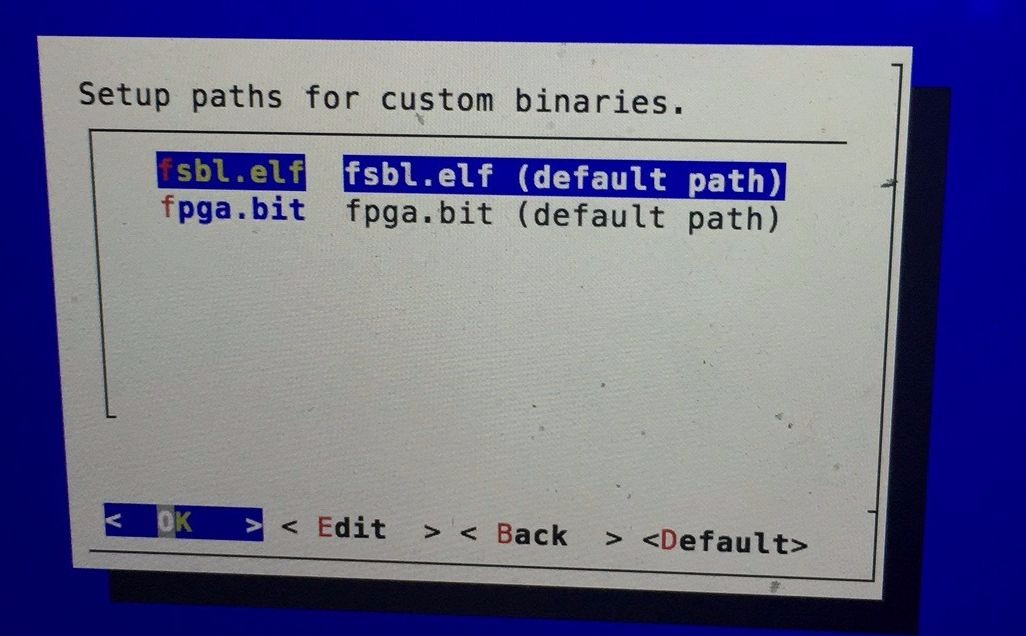 Setup paths for custom binaries.
fsbl.elf fsbl.elf (default path)
fpga.bit fpga.bit (default path)
< OK > < Edit > < Back > <Default>